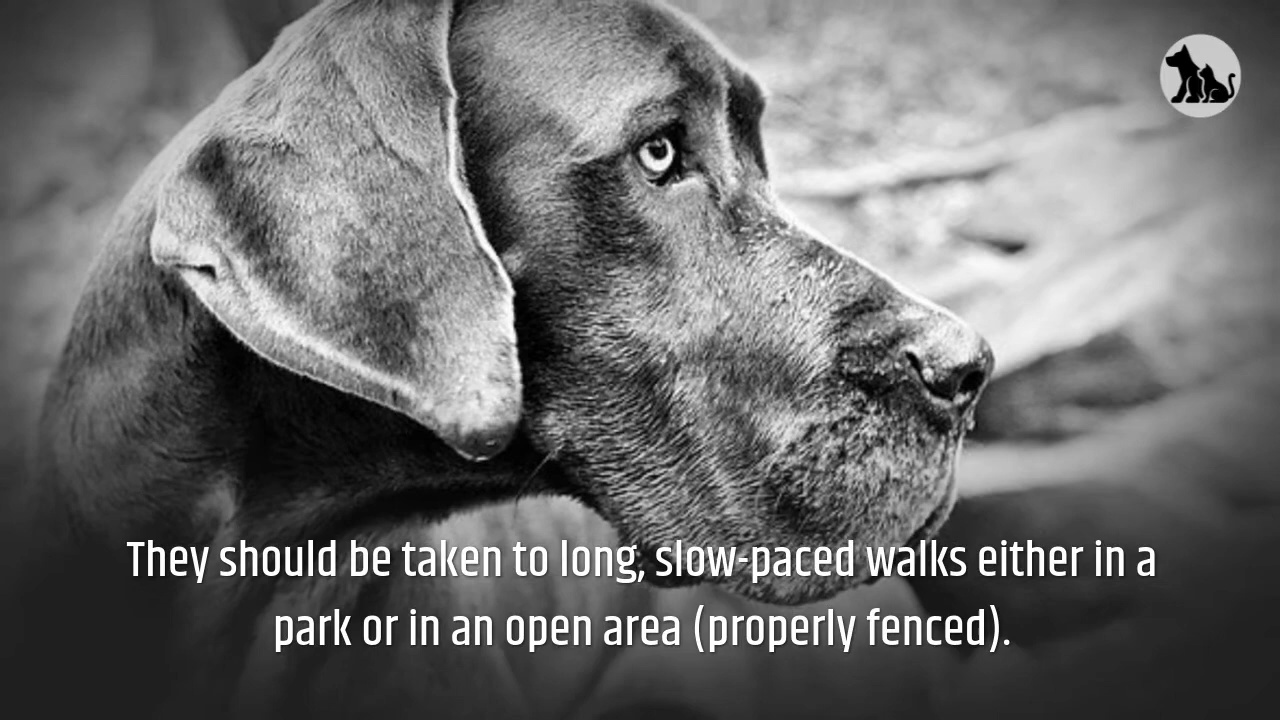 They should be taken to long, slow-paced walks either in a
park or in an open area (properly fenced).